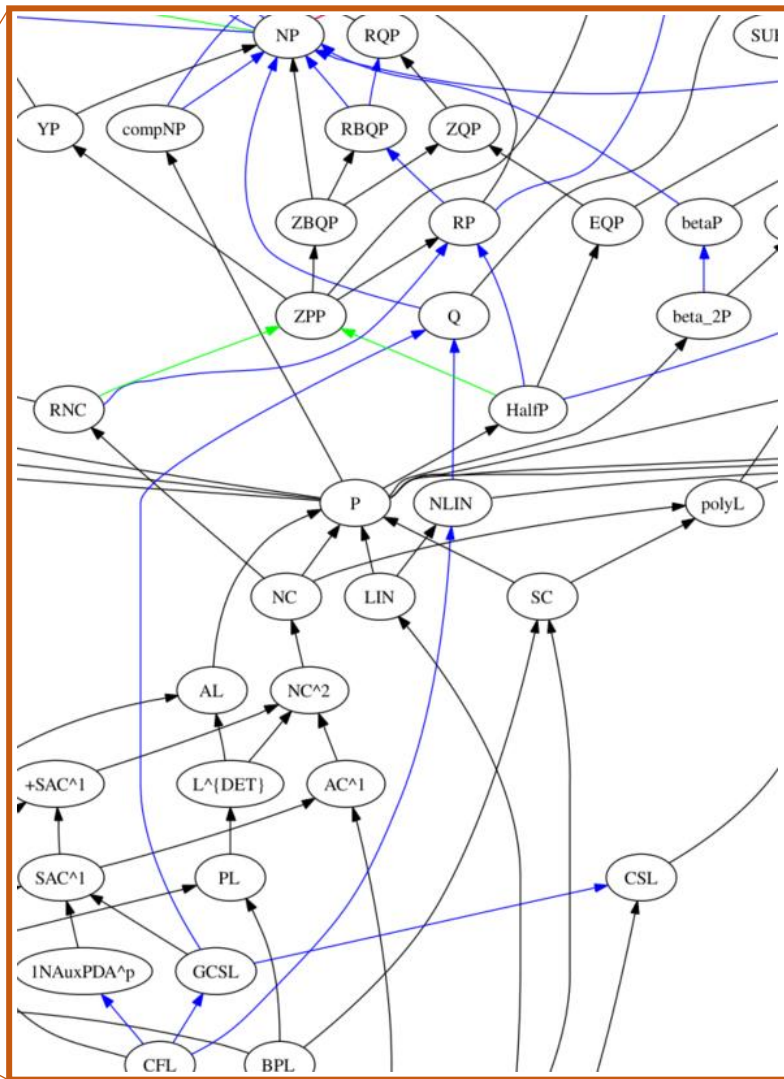 NP RQP SUI
YP compNP RBQP ZQP
ZBQP RP EQP betaP
ZPP Q beta_2P
RNC HalfP
P NLIN polyL
NC LIN SC
AL NC^2
+SAC^1 L^{DET} AC^1
SAC^1 PL CSL
1NAuxPDA^p GCSL
CFL BPL